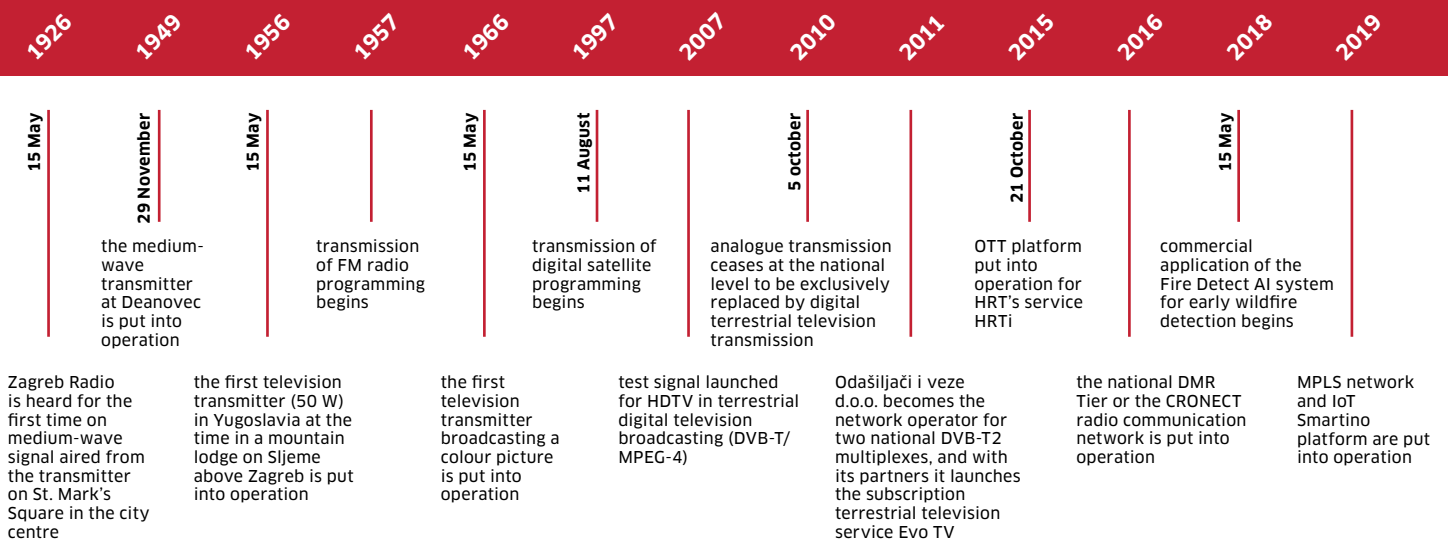 1926
1949
1956
1957
1966
1997
2007
2010
2011
2015
2016
2018
2019
15 May
29 November
15 May
15 May
11 August
5 october
21 October
15 May
the medium-
wave
transmitter
at Deanovec
is put into
operation
transmission
of FM radio
programming
begins
transmission of
digital satellite
programming
begins
analogue transmission
ceases at the national
level to be exclusively
replaced by digital
terrestrial television
transmission
OTT platform
put into
operation for
HRT’s service
HRTi
commercial
application of the
Fire Detect AI system
for early wildfire
detection begins
Zagreb Radio
is heard for the
first time on
medium-wave
signal aired from
the transmitter
on St. Mark’s
Square in the city
centre
the first television
transmitter (50 W)
in Yugoslavia at the
time in a mountain
lodge on Sljeme
above Zagreb is put
into operation
the first
television
transmitter
broadcasting a
colour picture
is put into
operation
test signal launched
for HDTV in terrestrial
digital television
broadcasting (DVB-T/
MPEG-4)
Odašiljači i veze
d.o.o. becomes the
network operator for
two national DVB-T2
multiplexes, and with
its partners it launches
the subscription
terrestrial television
service Evo TV
the national DMR
Tier or the CRONECT
radio communication
network is put into
operation
MPLS network
and IoT
Smartino
platform are put
into operation